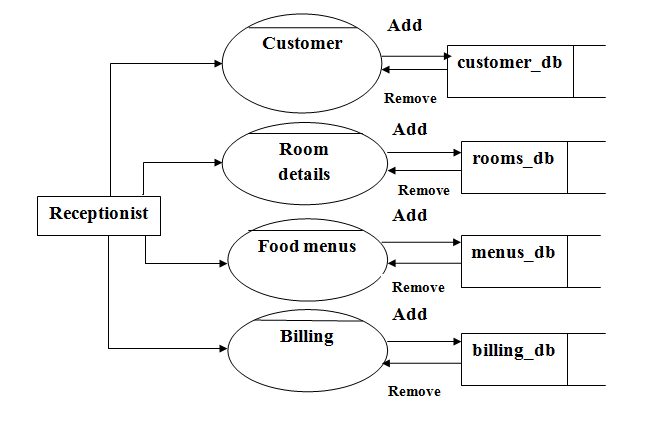 Add
Customer
customer_db
Remove
Add
Room
details
rooms_db
Remove
Receptionist
Add
Food menus
menus_db
Remove
Add
Billing
billing_db
Remove